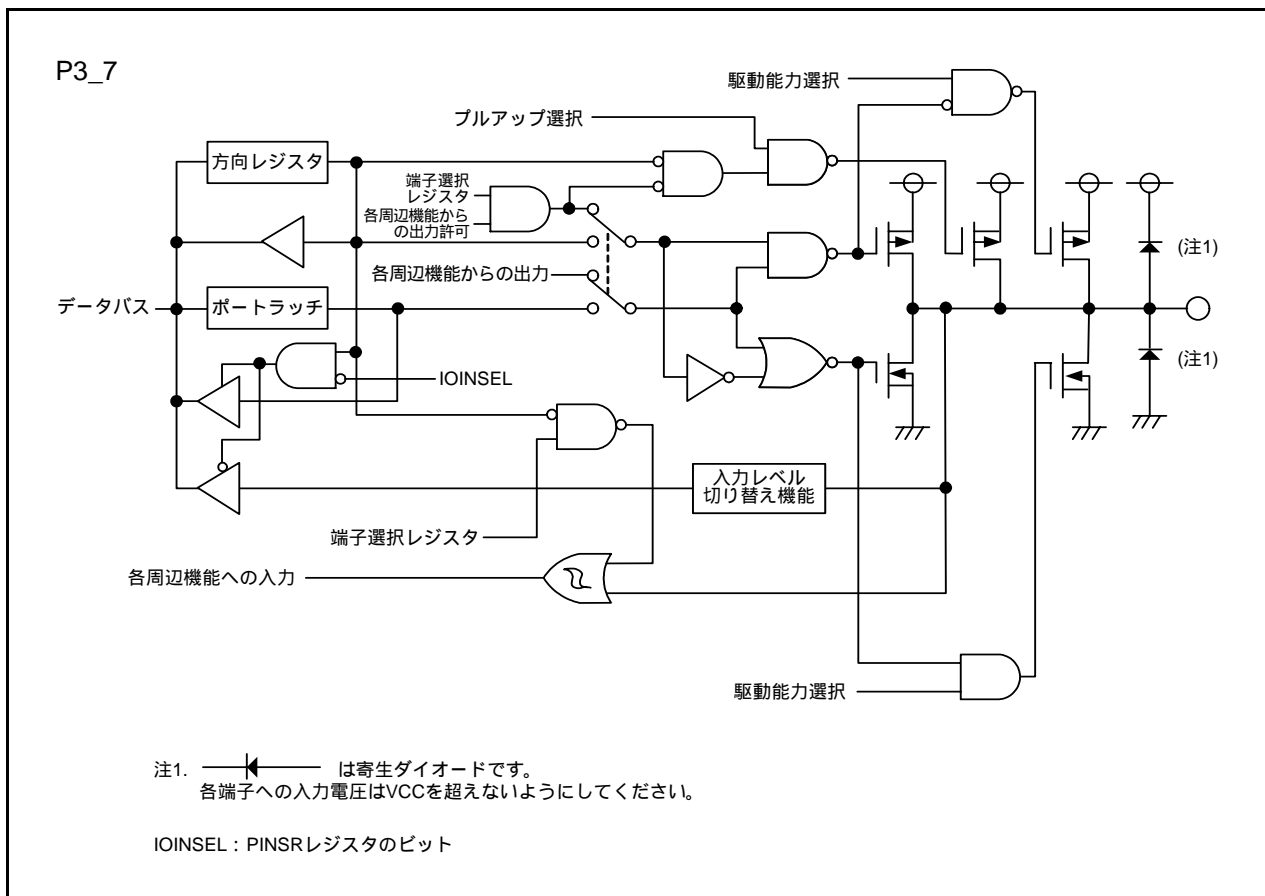 P3_7
駆動能力選択
プルアップ選択
方向レジスタ
端子選択
レジスタ
各周辺機能から
の出力許可
各周辺機能からの出力
データバス
ポートラッチ
(注1)
(注1)
IOINSEL
入力レベル
切り替え機能
端子選択レジスタ
各周辺機能への入力
駆動能力選択
注1. は寄生ダイオードです。
各端子への入力電圧はVCCを超えないようにしてください。
IOINSEL：PINSRレジスタのビット